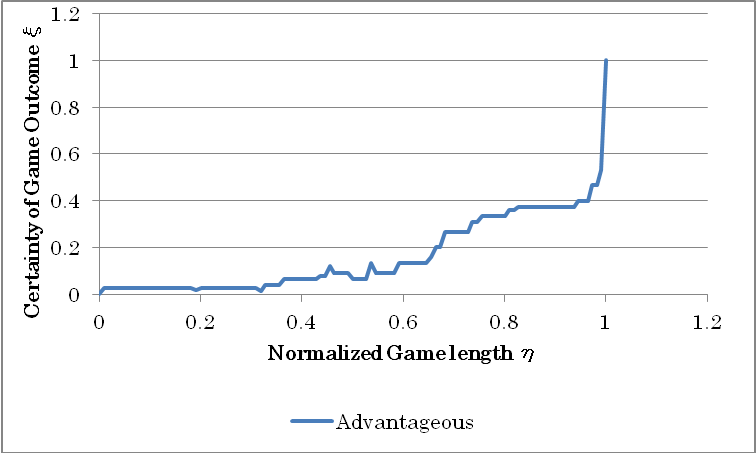 1.2
1
0.8
0.6
0.4
0.2
0
Certainty of Game Outcome ξ
0 0.2 0.4 0.6 0.8 1 1.2
Normalized Game length η
Advantageous